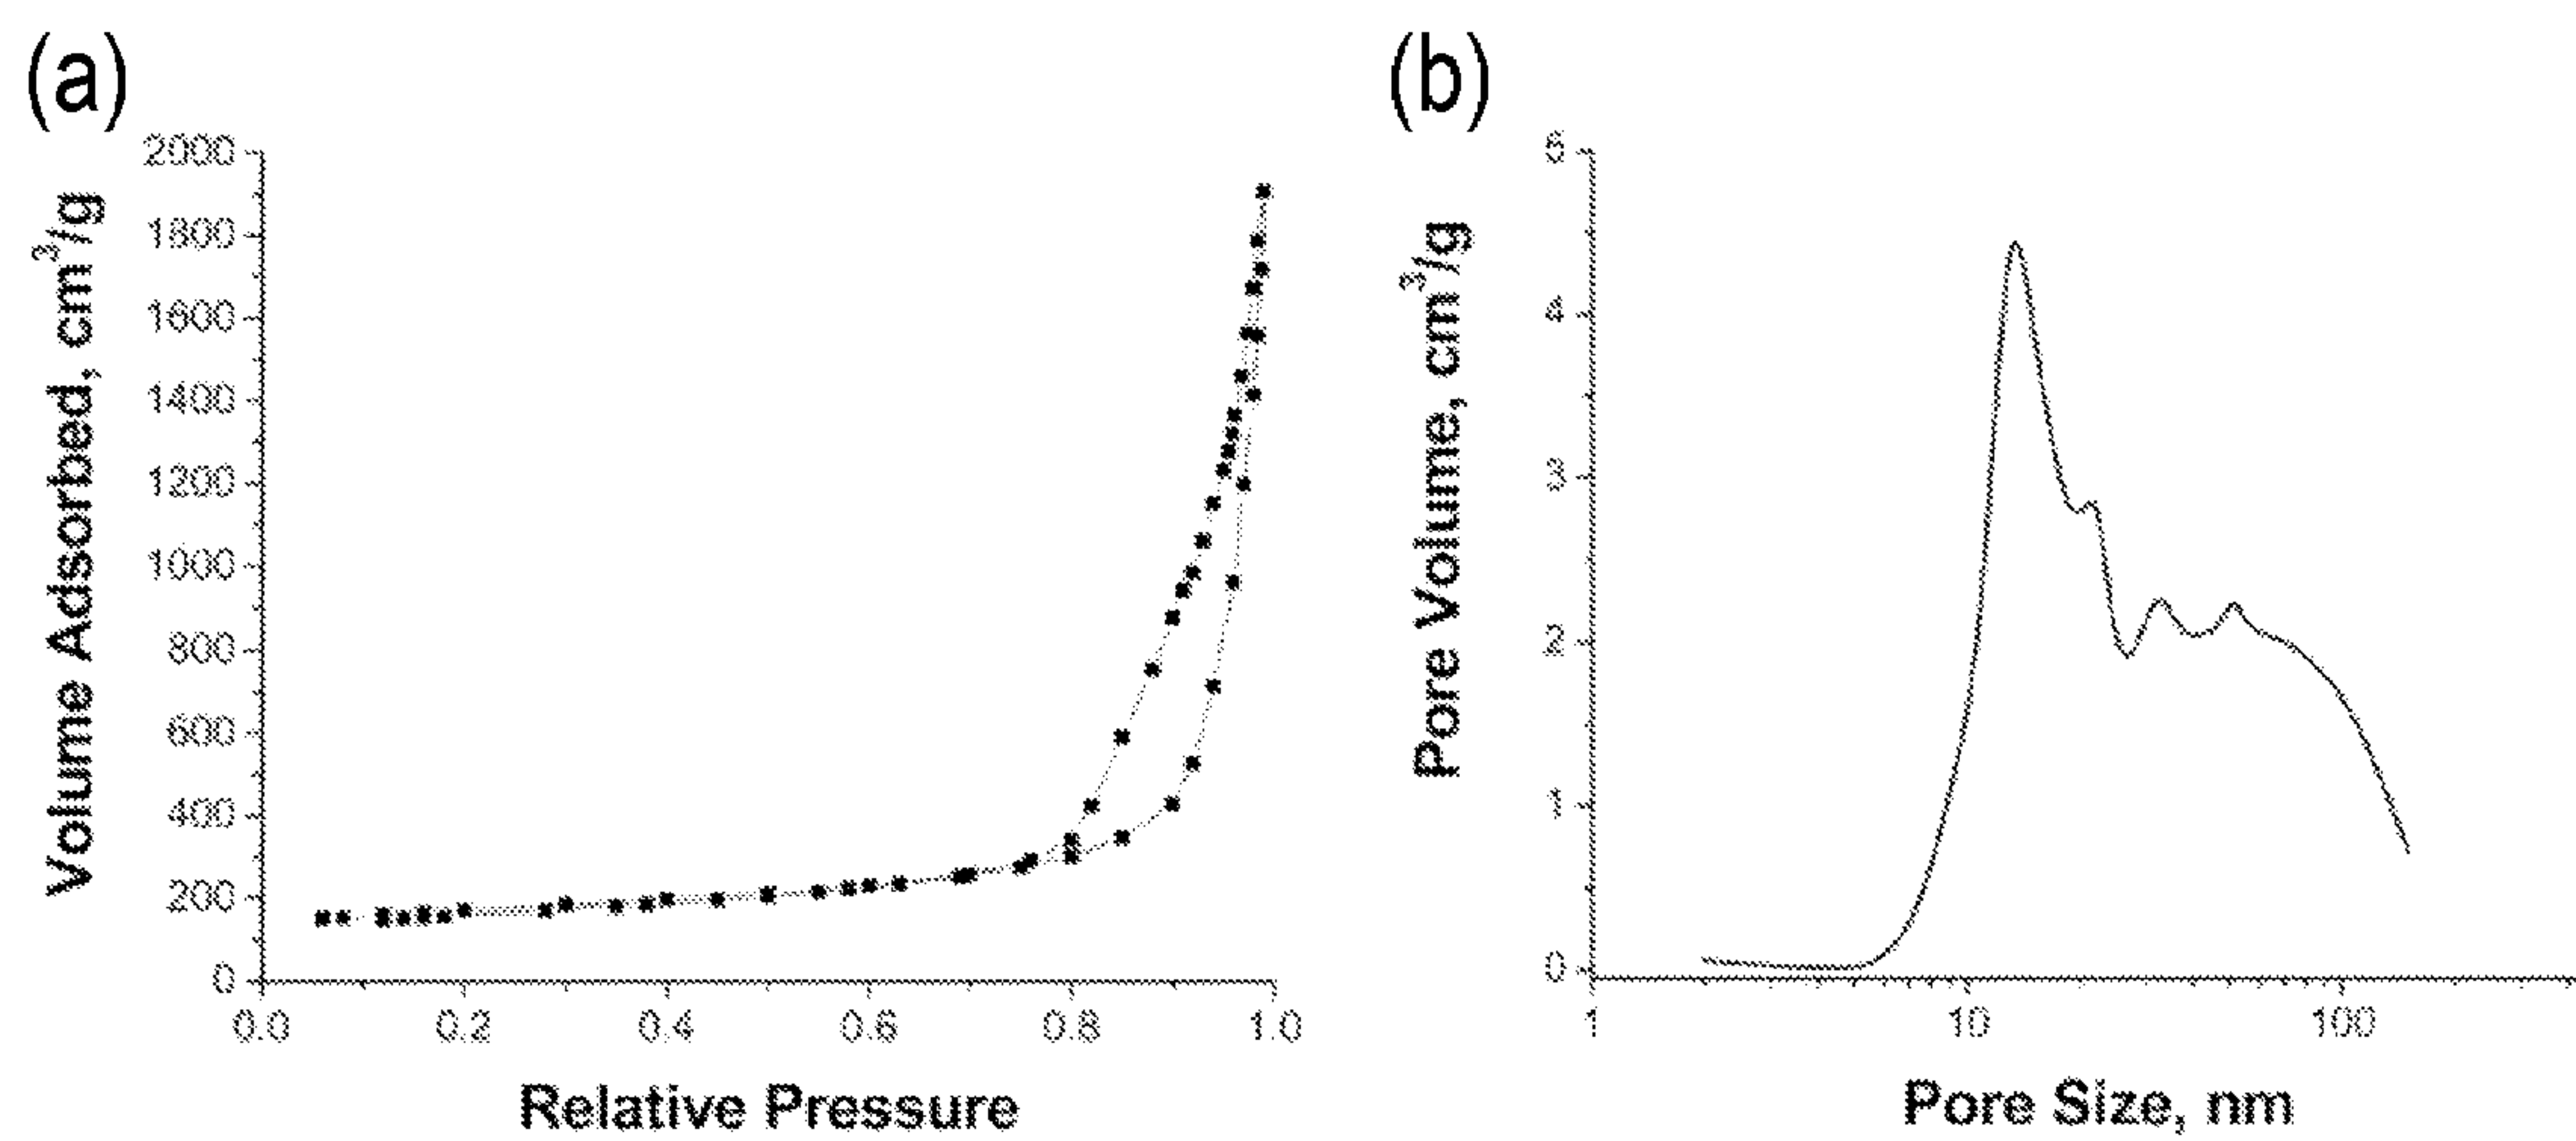 (a)
2000
1800
1600
1400
1200
1000
800
600
400
200
0
Volume Adsorbed, cm³/g
0.0 0.2 0.4 0.6 0.8 1.0
Relative Pressure
(b)
5
4
3
2
1
0
Pore Volume, cm³/g
1 10 100
Pore Size, nm